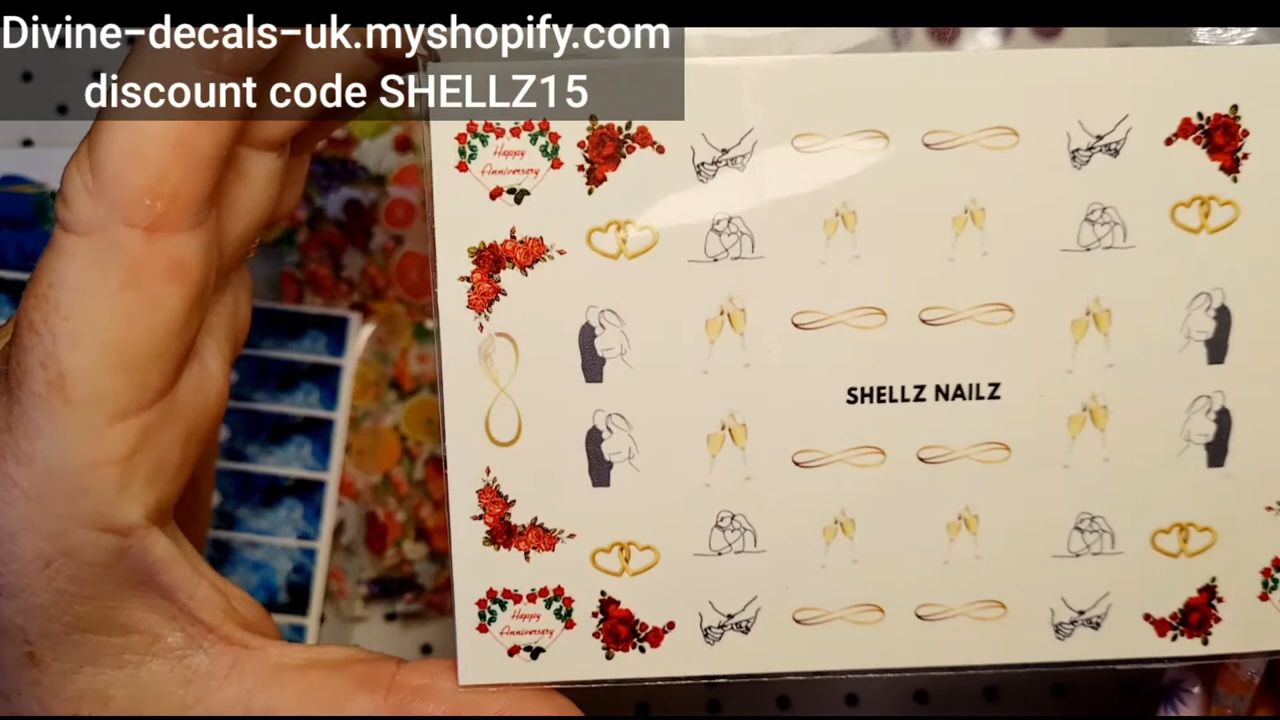 Divine-decals-uk.myshopify.com
discount code SHELLZ15
Happy
Anniversary
SHELLZ NAILZ
Happy
Anniversary